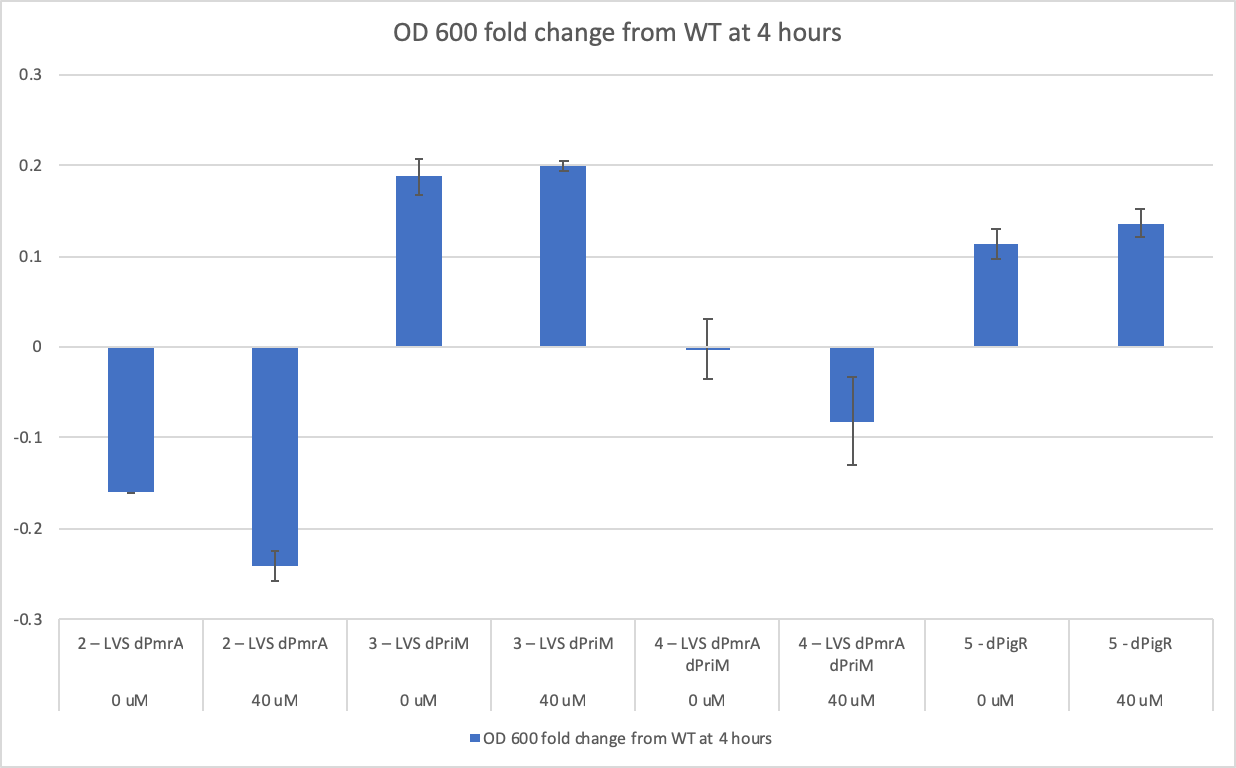 OD 600 fold change from WT at 4 hours
0.3
0.2
0.1
0
-0.1
-0.2
-0.3
2 – LVS dPmrA 2 – LVS dPmrA 3 – LVS dPriM 3 – LVS dPriM 4 – LVS dPmrA 4 – LVS dPmrA 5 - dPigR 5 - dPigR
dPriM dPriM
0 uM 40 uM 0 uM 40 uM 0 uM 40 uM 0 uM 40 uM
OD 600 fold change from WT at 4 hours